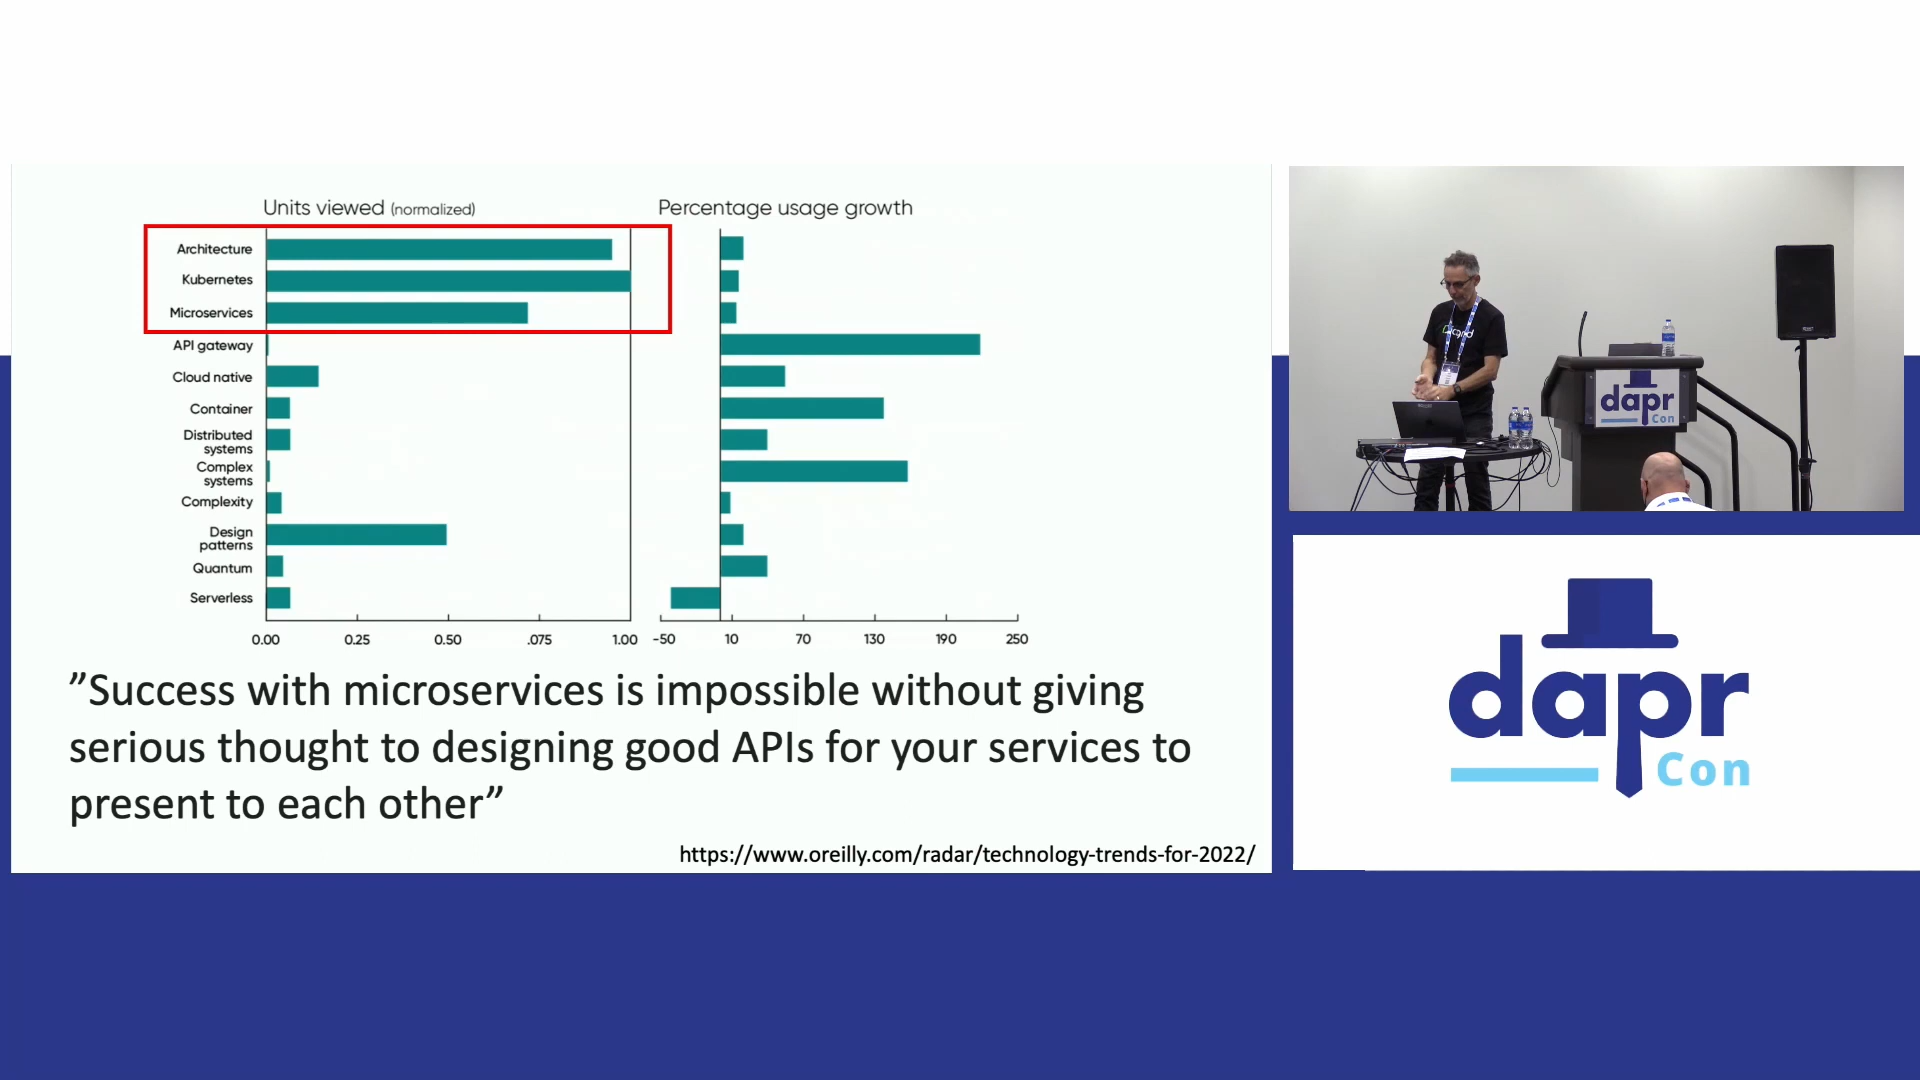 Units viewed (normalized)
Percentage usage growth
Architecture
Kubernetes
Microservices
API gateway
Cloud native
Container
Distributed
systems
Complex
systems
Complexity
Design
patterns
Quantum
Serverless
0.00 0.25 0.50 .075 1.00
-50 10 70 130 190 250
”Success with microservices is impossible without giving
serious thought to designing good APIs for your services to
present to each other”
https://www.oreilly.com/radar/technology-trends-for-2022/
dapr
Con
dapr
Con